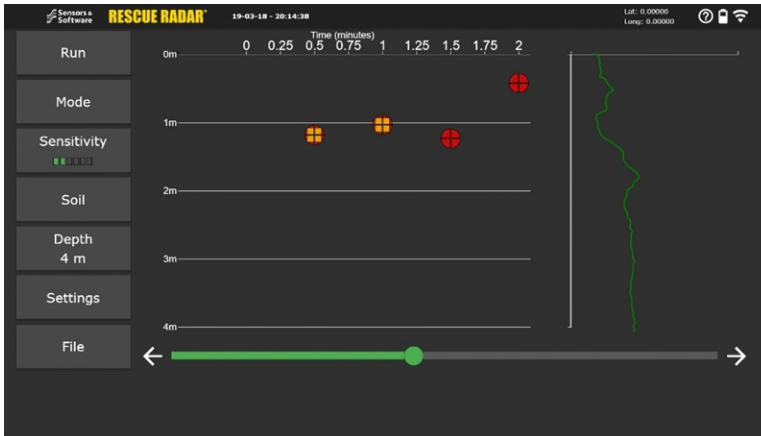 Sensors &
Software
RESCUE RADAR
19-03-18 - 20:14:38
Lat: 0.00000
Long: 0.00000
Run
Mode
Sensitivity
Soil
Depth
4 m
Settings
File
Time (minutes)
0 0.25 0.5 0.75 1 1.25 1.5 1.75 2
0m
1m
2m
3m
4m